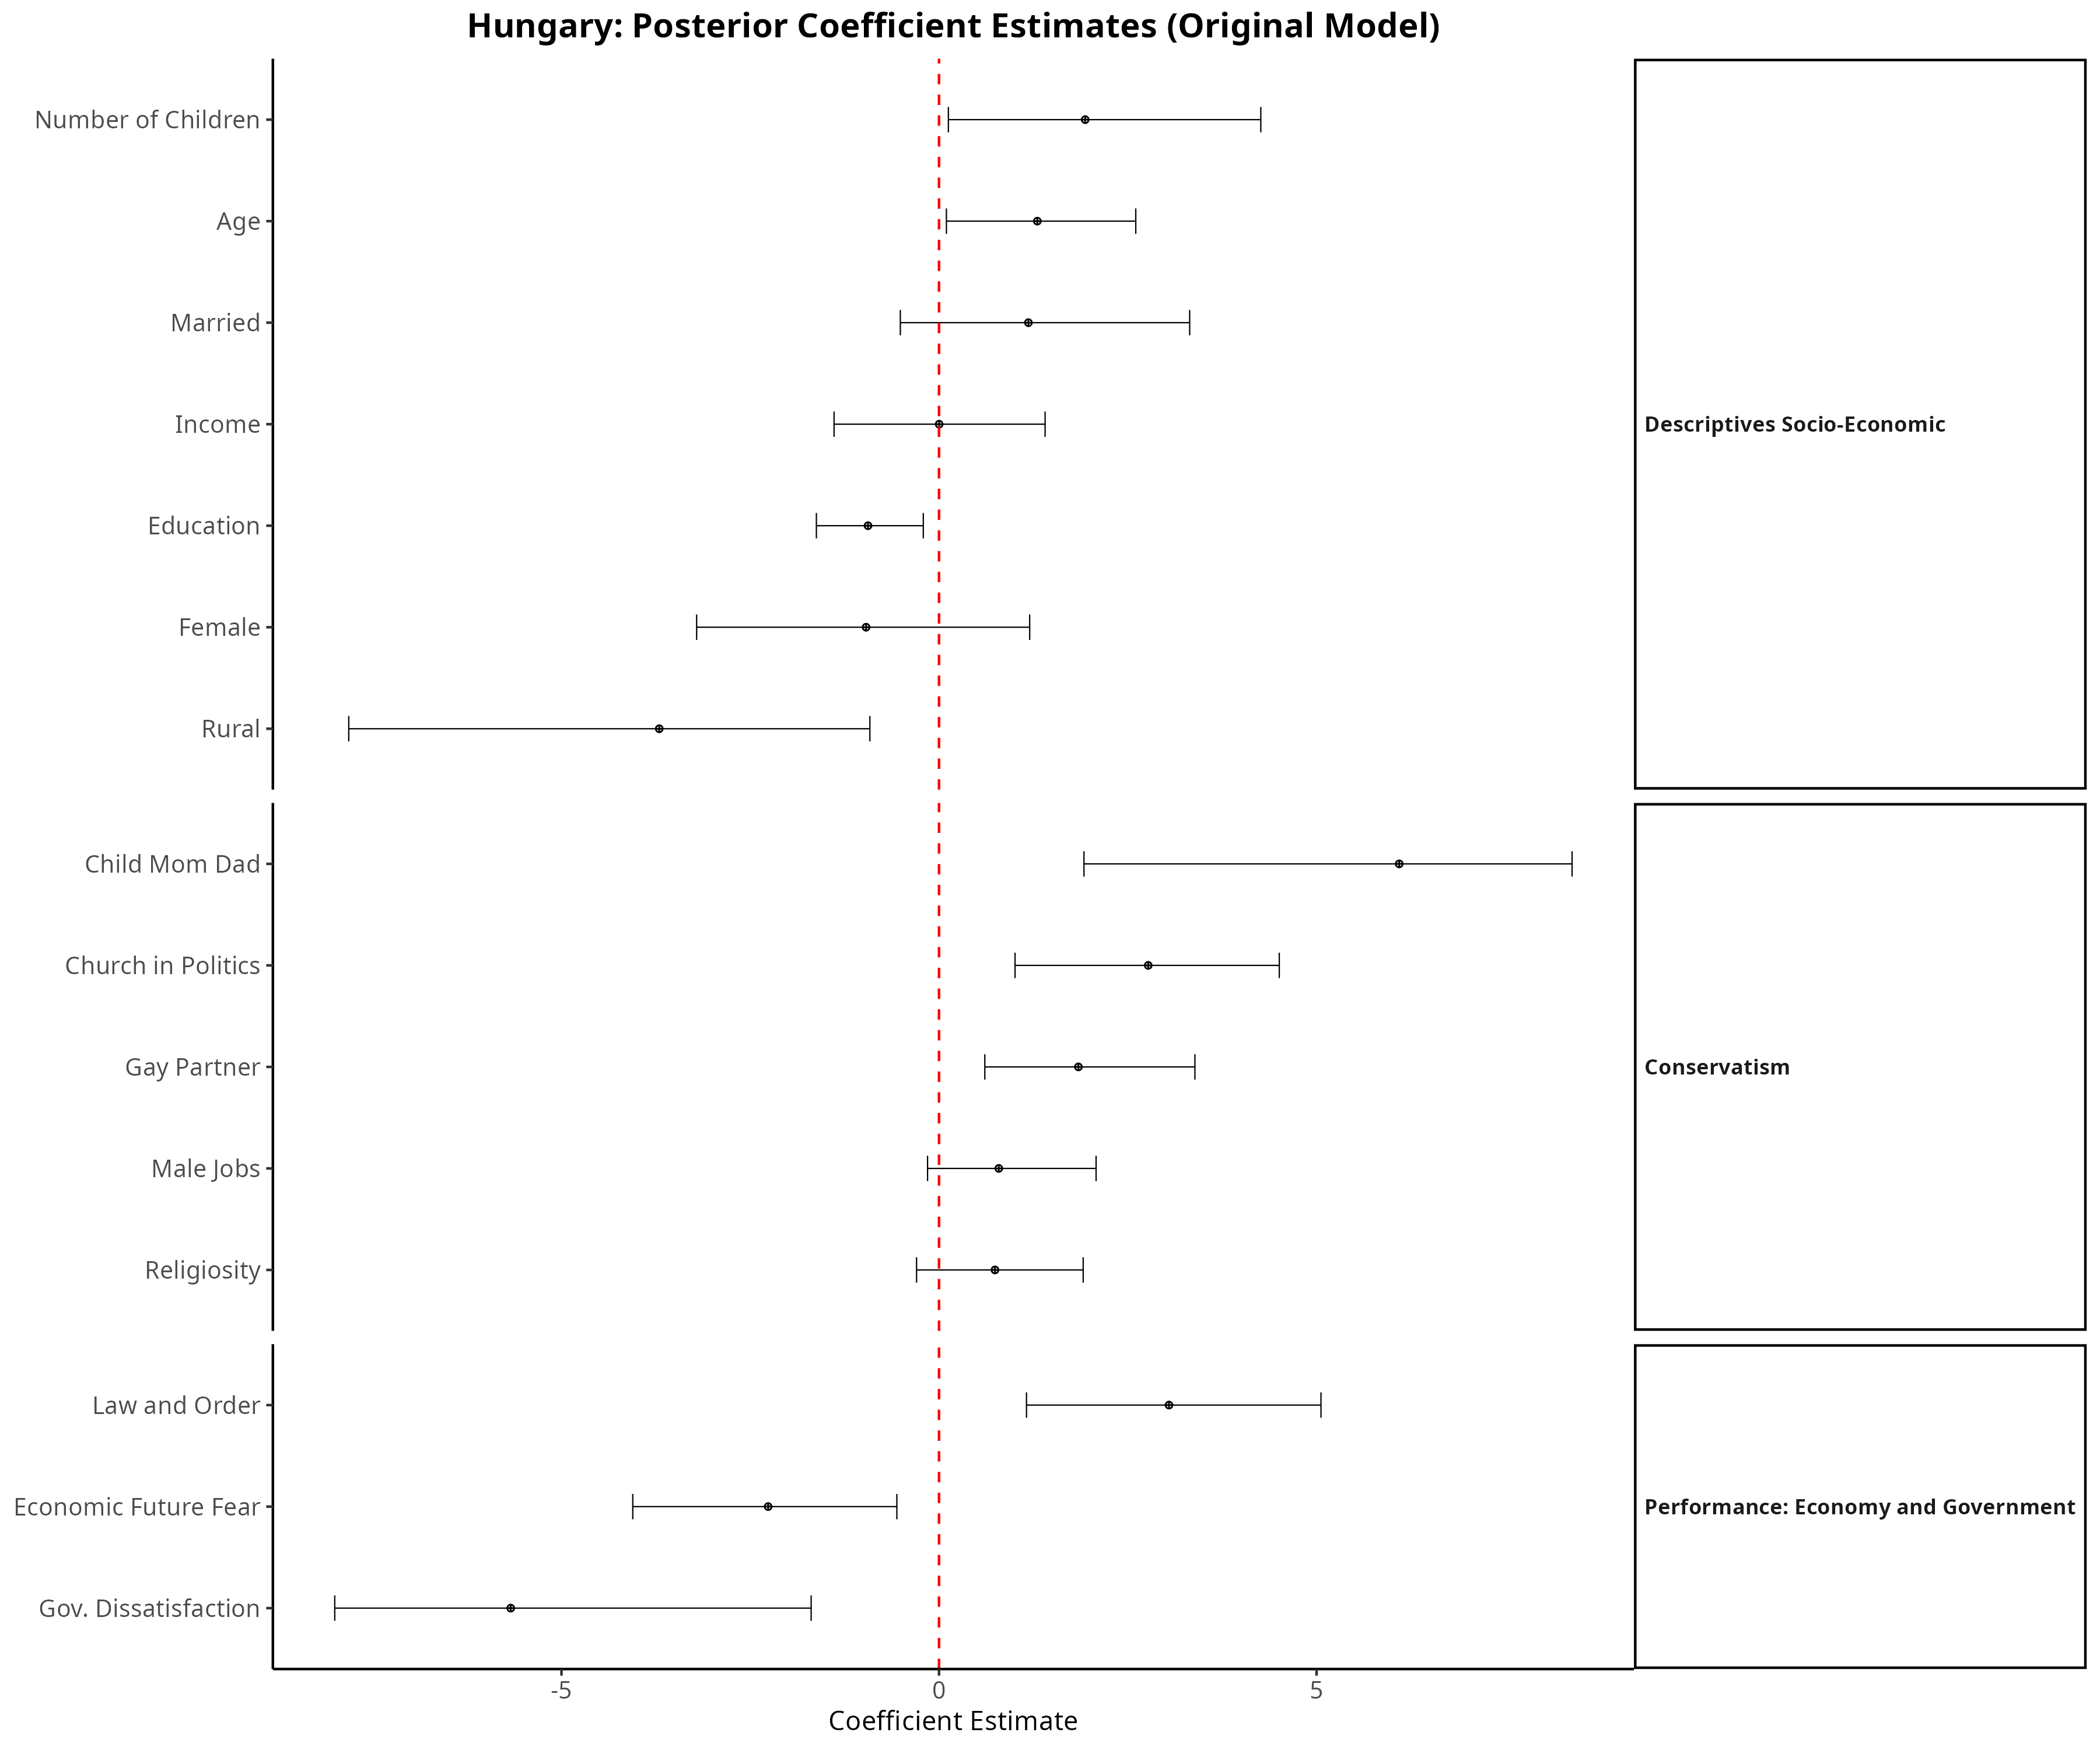 Hungary: Posterior Coefficient Estimates (Original Model)
Number of Children
Age
Married
Income
Education
Female
Rural
Descriptives Socio-Economic
Child Mom Dad
Church in Politics
Gay Partner
Male Jobs
Religiosity
Conservatism
Law and Order
Economic Future Fear
Gov. Dissatisfaction
Performance: Economy and Government
-5 0 5
Coefficient Estimate